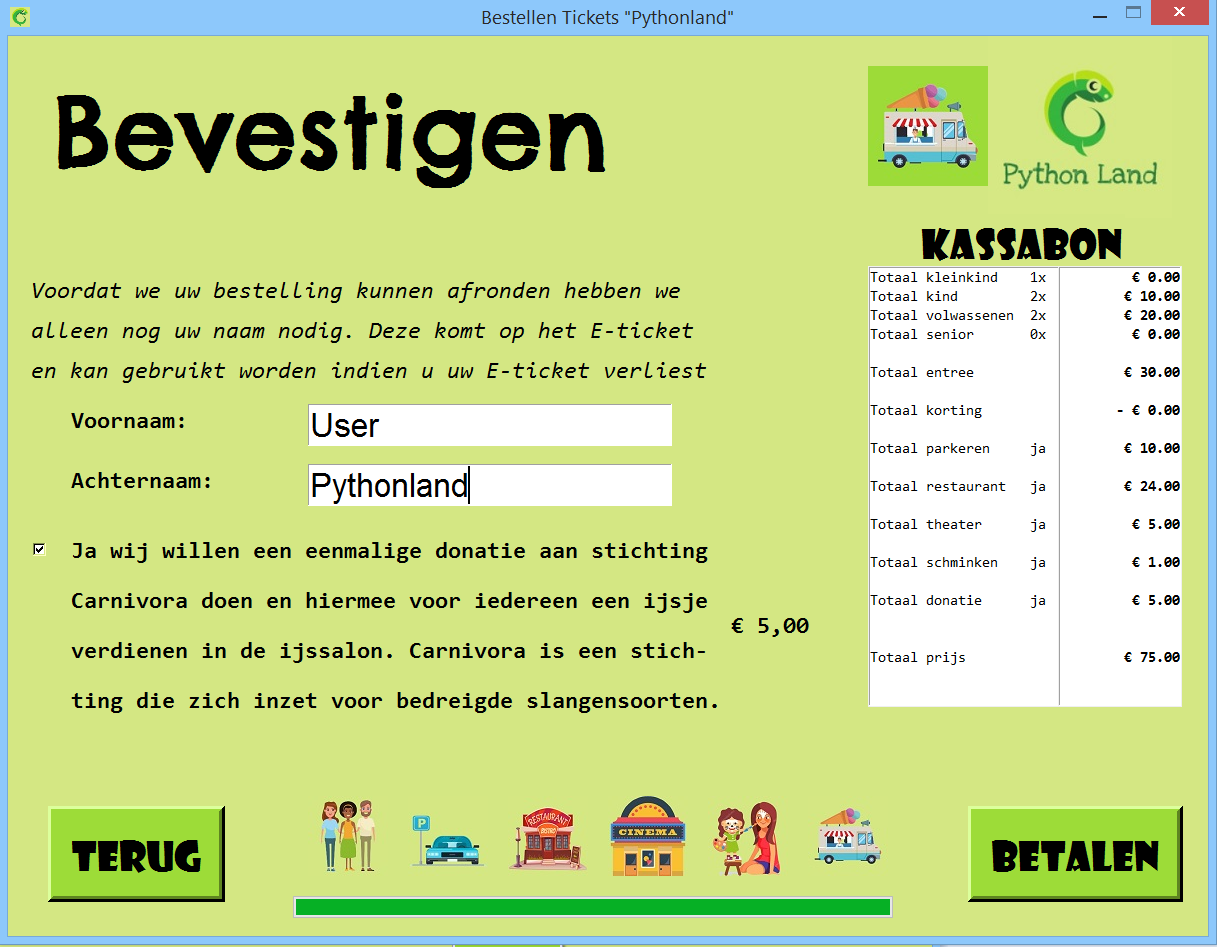 Bestellen Tickets "Pythonland"
Bevestigen
Python Land
KASSABON
Totaal kleinkind 1x € 0.00
Totaal kind 2x € 10.00
Totaal volwassenen 2x € 20.00
Totaal senior 0x € 0.00
Totaal entree € 30.00
Totaal korting - € 0.00
Totaal parkeren ja € 10.00
Totaal restaurant ja € 24.00
Totaal theater ja € 5.00
Totaal schminken ja € 1.00
Totaal donatie ja € 5.00
Totaal prijs € 75.00
Voordat we uw bestelling kunnen afronden hebben we
alleen nog uw naam nodig. Deze komt op het E-ticket
en kan gebruikt worden indien u uw E-ticket verliest
Voornaam: User
Achternaam: Pythonland
Ja wij willen een eenmalige donatie aan stichting
Carnivora doen en hiermee voor iedereen een ijsje
€ 5,00
verdienen in de ijssalon. Carnivora is een stich-
ting die zich inzet voor bedreigde slangensoorten.
TERUG
P
RESTAURANT
BISTRO
CINEMA
BETALEN